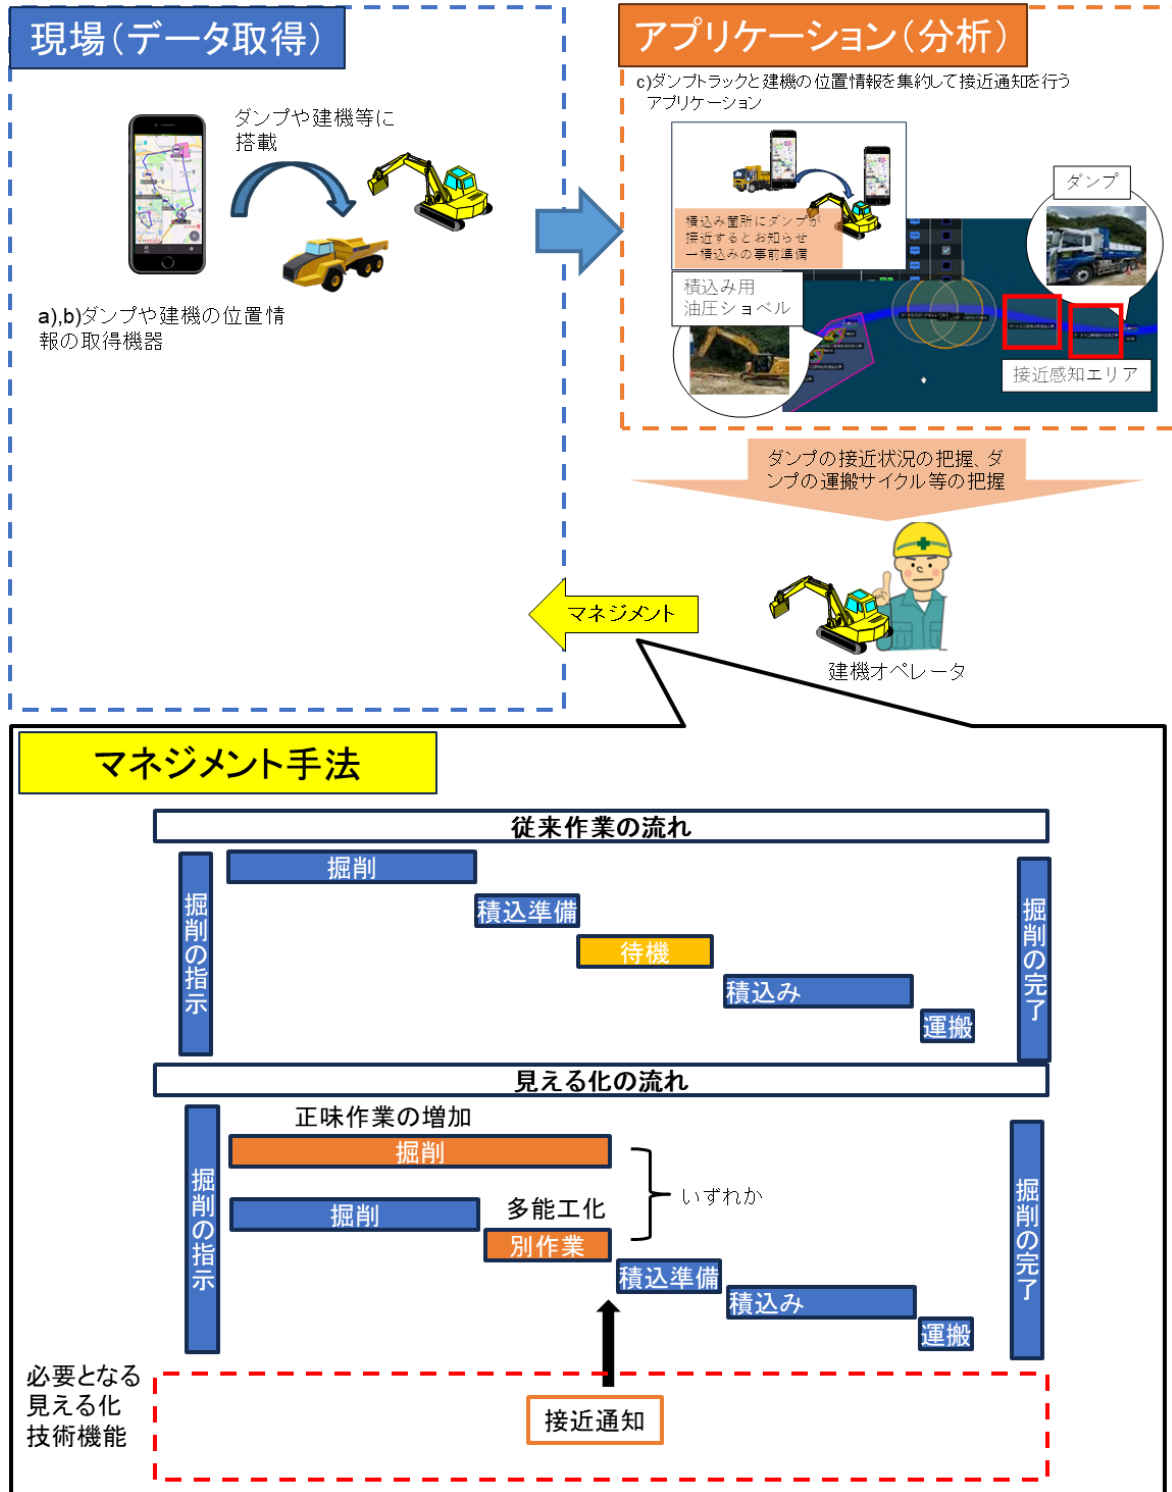 現場（データ取得）
ダンプや建機等に
搭載
a),b)ダンプや建機の位置情
報の取得機器
アプリケーション（分析）
c)ダンプトラックと建機の位置情報を集約して接近通知を行う
アプリケーション
積込み箇所にダンプが
接近するとお知らせ
→積込みの事前準備
ダンプ
積込み用
油圧ショベル
接近感知エリア
ダンプの接近状況の把握、ダ
ンプの運搬サイクル等の把握
マネジメント
建機オペレータ
マネジメント手法
従来作業の流れ
掘削の指示
掘削
積込準備
待機
積込み
運搬
掘削の完了
見える化の流れ
掘削の指示
正味作業の増加
掘削
いずれか
掘削
多能工化
別作業
積込準備
積込み
運搬
掘削の完了
必要となる
見える化
技術機能
接近通知